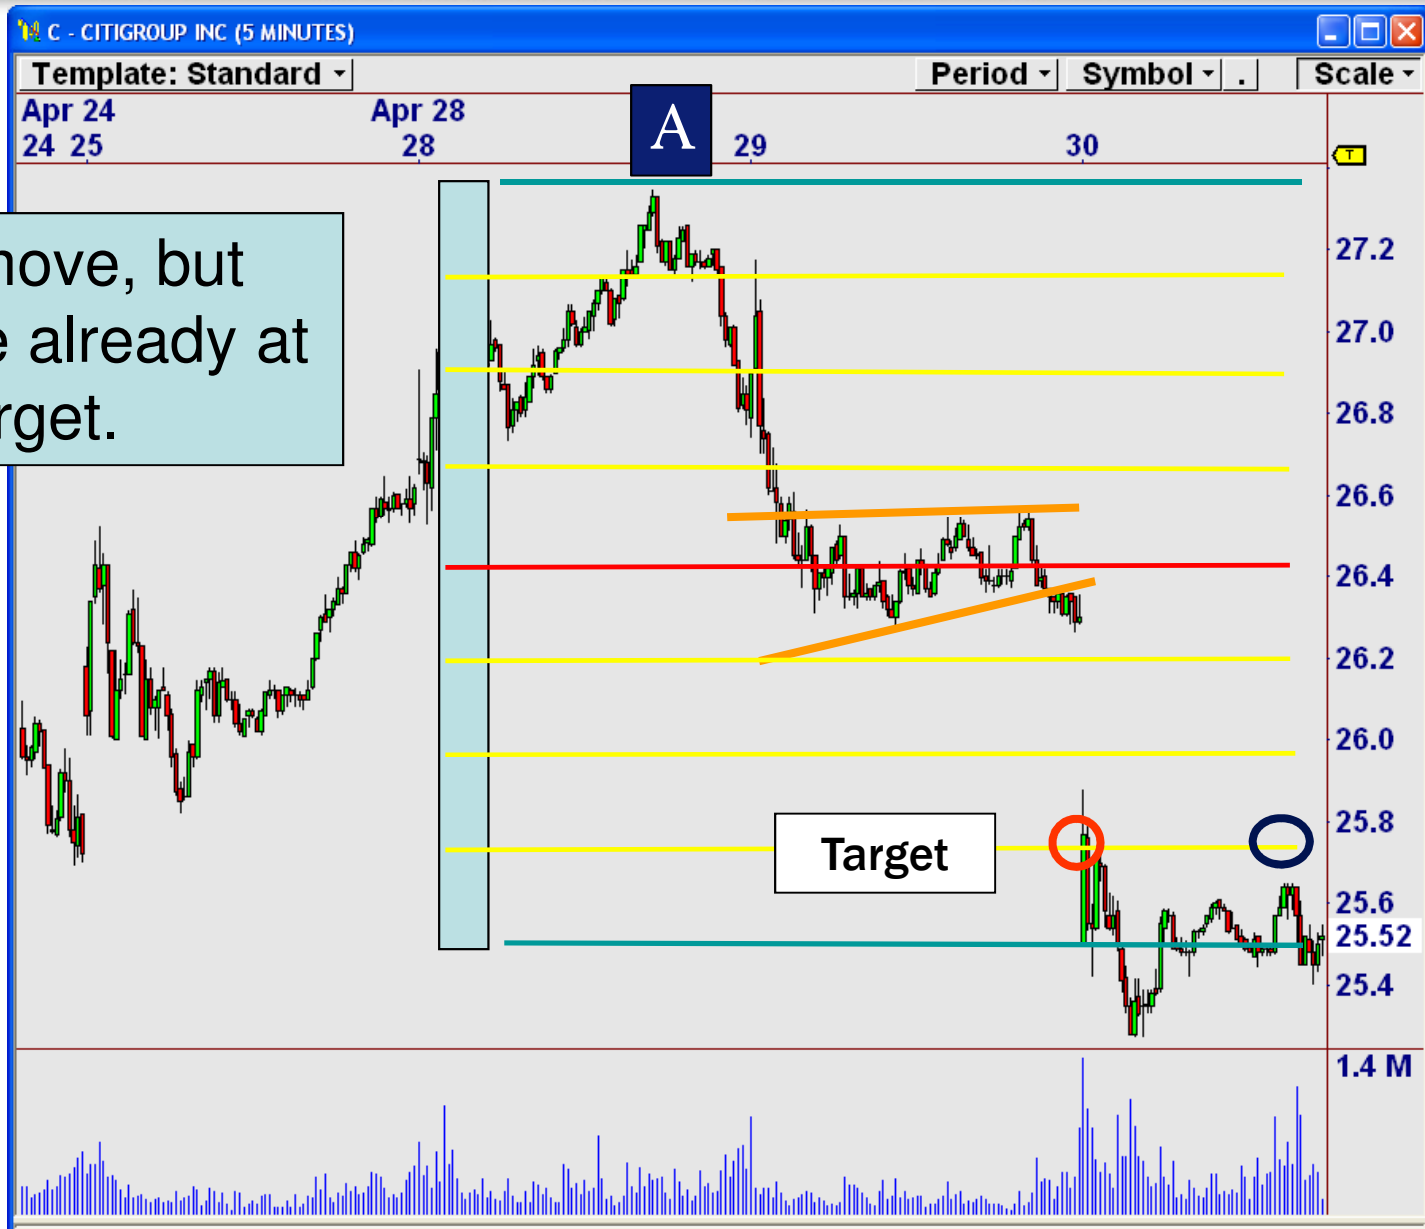 C - CITIGROUP INC (5 MINUTES)
Template: Standard Period Symbol . Scale
Apr 24 Apr 28
24 25 28 A 29 30
T
move, but
already at
27.2
27.0
26.8
26.6
26.4
26.2
26.0
25.8
Target
25.6
25.52
25.4
1.4 M